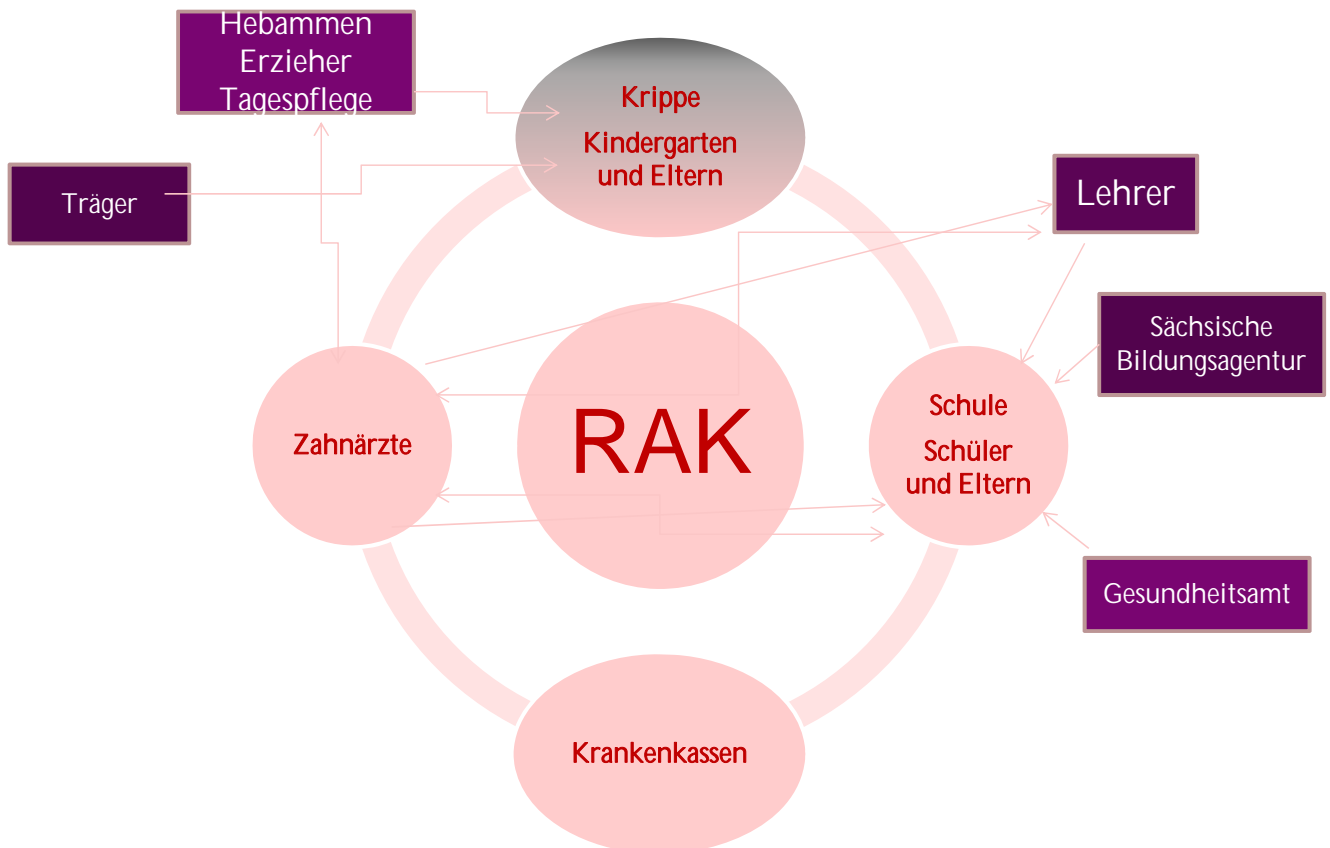 Hebammen
Erzieher
Tagespflege
Krippe
Kindergarten
und Eltern
Träger
Lehrer
Sächsische
Bildungsagentur
Zahnärzte
RAK
Schule
Schüler
und Eltern
Gesundheitsamt
Krankenkassen